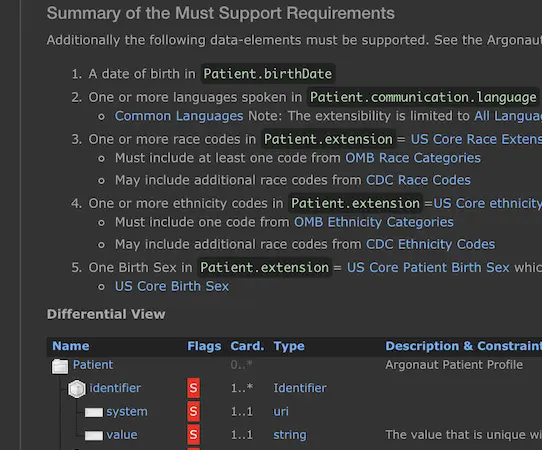 Summary of the Must Support Requirements
Additionally the following data-elements must be supported. See the Argonaut
1. A date of birth in Patient.birthDate
2. One or more languages spoken in Patient.communication.language
Common Languages Note: The extensibility is limited to All Langua
3. One or more race codes in Patient.extension = US Core Race Extens
Must include at least one code from OMB Race Categories
May include additional race codes from CDC Race Codes
4. One or more ethnicity codes in Patient.extension =US Core ethnicity
Must include one code from OMB Ethnicity Categories
May include additional race codes from CDC Ethnicity Codes
5. One Birth Sex in Patient.extension = US Core Patient Birth Sex whic
US Core Birth Sex
Differential View
Name Flags Card. Type Description & Constraint
Patient 0..* Argonaut Patient Profile
identifier S 1..* Identifier
system S 1..1 uri
value S 1..1 string The value that is unique wi